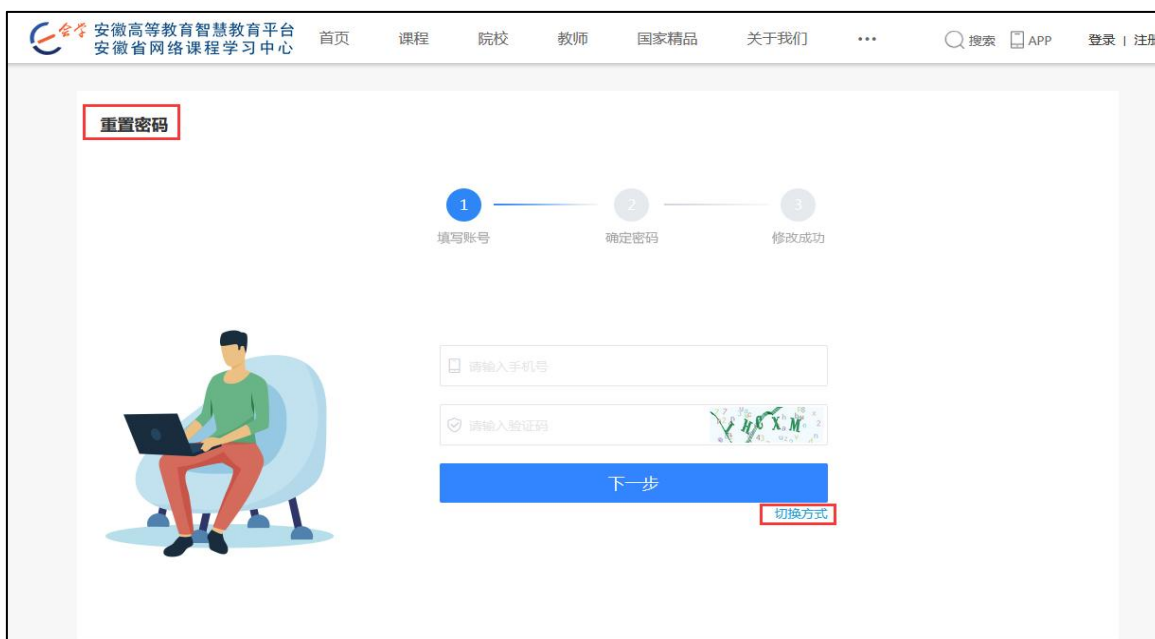 会学 安徽高等教育智慧教育平台
安徽省网络课程学习中心
首页 课程 院校 教师 国家精品 关于我们 ••• 搜索 APP 登录 | 注册
重置密码
1 2 3
填写账号 确定密码 修改成功
请输入手机号
请输入验证码
下一步
切换方式